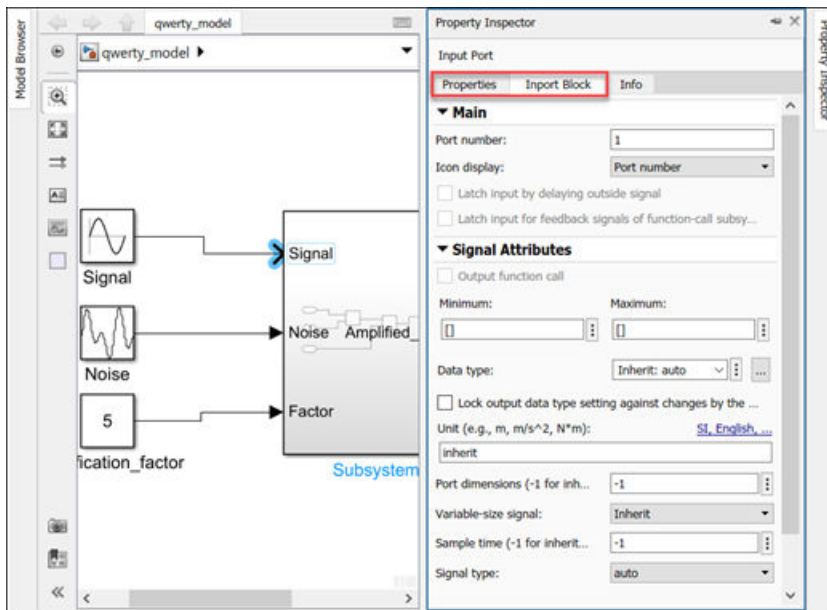 Model Browser
qwerty_model
qwerty_model
Signal
Noise
5
ification_factor
Signal
Noise
Amplified_
Factor
Subsystem
Property Inspector
Input Port
Properties
Inport Block
Info
Main
Port number:
1
Icon display:
Port number
Latch input by delaying outside signal
Latch input for feedback signals of function-call subsy...
Signal Attributes
Output function call
Minimum:
Maximum:
[]
[]
Data type:
Inherit: auto
...
Lock output data type setting against changes by the ...
Unit (e.g., m, m/s^2, N*m):
SI, English, ...
inherit
Port dimensions (-1 for inh...
-1
Variable-size signal:
Inherit
Sample time (-1 for inherit...
-1
Signal type:
auto
Property Inspector